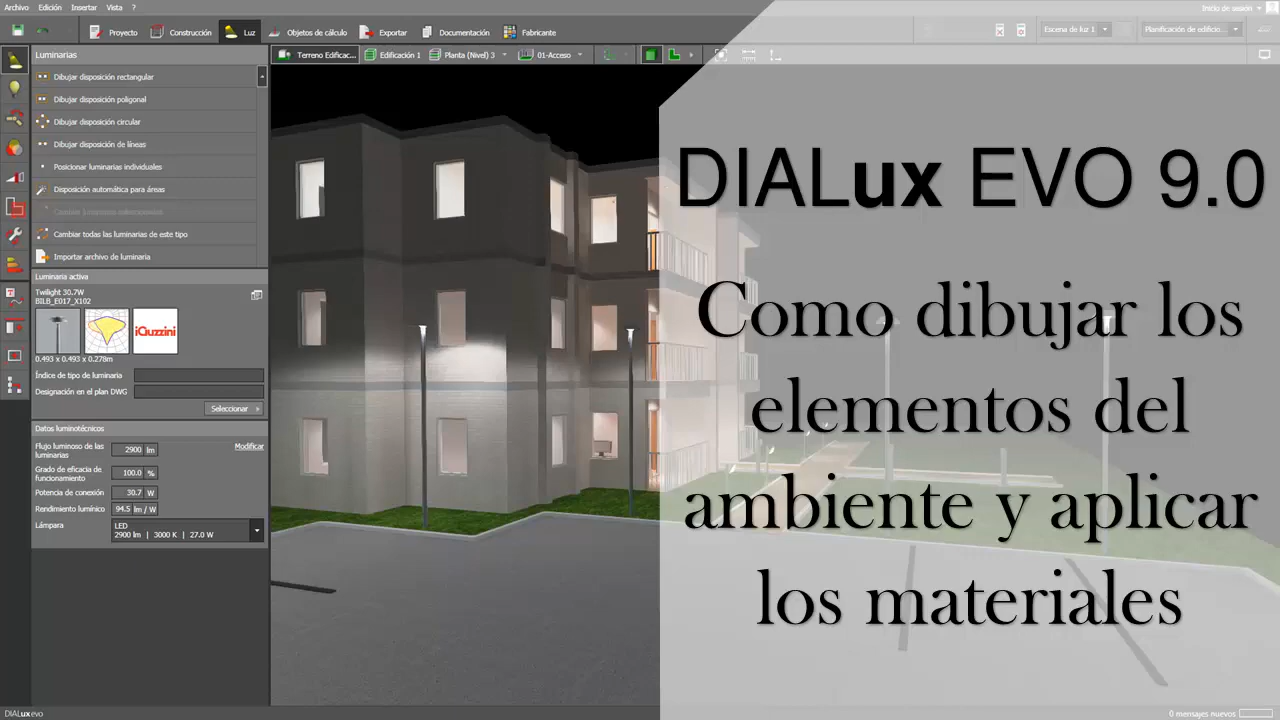 Archivo Edición Insertar Vista ?
Inicio de sesión
Proyecto Construcción Luz Objetos de cálculo Exportar Documentación Fabricante
Escena de luz 1 Planificación de edificio...
Luminarias
Terreno Edificac... Edificación 1 Planta (Nivel) 3 01-Acceso
Dibujar disposición rectangular
Dibujar disposición poligonal
Dibujar disposición circular
Dibujar disposición de líneas
Posicionar luminarias individuales
Disposición automática para áreas
Cambiar todas las luminarias de este tipo
Importar archivo de luminaria
Luminaria activa
Twilight 30.7W
BILB_E017_X102
iGuzzini
0.493 x 0.493 x 0.278m
Índice de tipo de luminaria
Designación en el plan DWG
Seleccionar
Datos luminotécnicos
Flujo luminoso de las luminarias 2900 lm Modificar
Grado de eficacia de funcionamiento 100.0 %
Potencia de conexión 30.7 W
Rendimiento lumínico 94.5 lm / W
Lámpara LED
2900 lm | 3000 K | 27.0 W
DIALux EVO 9.0
Como dibujar los
elementos del
ambiente y aplicar
los materiales
DIALux evo
0 mensajes nuevos